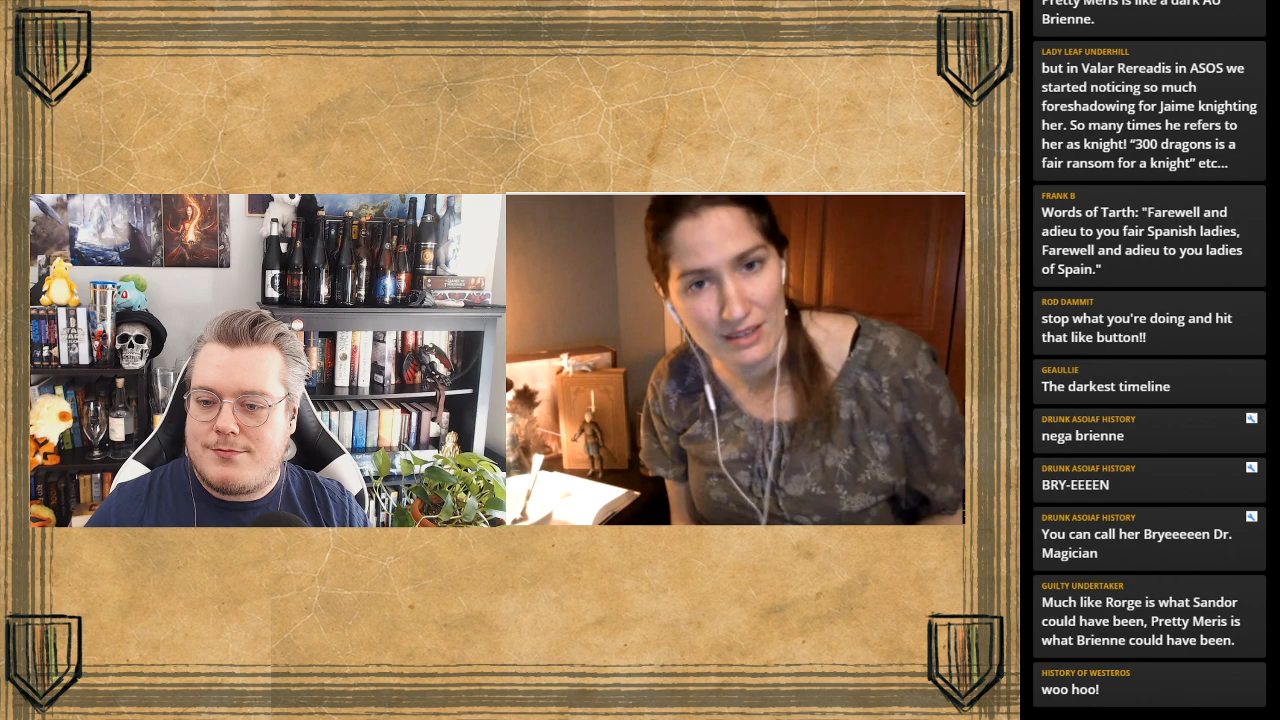 Pretty Meris is like a dark AU
Brienne.
LADY LEAF UNDERHILL
but in Valar Rereadis in ASOS we
started noticing so much
foreshadowing for Jaime knighting
her. So many times he refers to
her as knight! “300 dragons is a
fair ransom for a knight” etc...
FRANK B
Words of Tarth: "Farewell and
adieu to you fair Spanish ladies,
Farewell and adieu to you ladies
of Spain."
ROD DAMMIT
stop what you're doing and hit
that like button!!
GEAULLIE
The darkest timeline
DRUNK ASOIAF HISTORY
nega brienne
DRUNK ASOIAF HISTORY
BRY-EEEEN
DRUNK ASOIAF HISTORY
You can call her Bryeeeeen Dr.
Magician
GUILTY UNDERTAKER
Much like Rorge is what Sandor
could have been, Pretty Meris is
what Brienne could have been.
HISTORY OF WESTEROS
woo hoo!